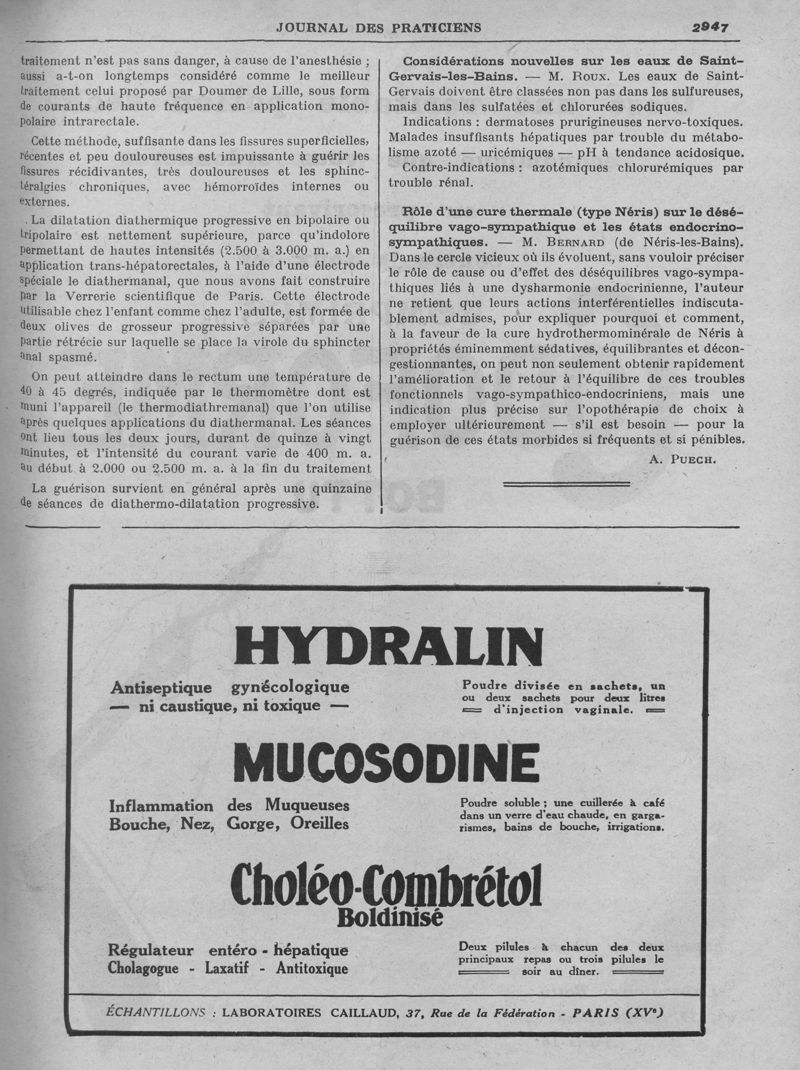 JOURNAL DES PRATICIENS
2947
traitement n'est pas sans danger, à cause de l'anesthésie ;
aussi a-t-on longtemps considéré comme le meilleur
traitement celui proposé par Doumer de Lille, sous form
de courants de haute fréquence en application mono-
polaire intrarectale.
Cette méthode, suffisante dans les fissures superficielles,
récentes et peu douloureuses est impuissante à guérir les
fissures récidivantes, très douloureuses et les sphinc-
téralgies chroniques, avec hémorroïdes internes ou
externes.
La dilatation diathermique progressive en bipolaire ou
tripolaire est nettement supérieure, parce qu'indolore
permettant de hautes intensités (2.500 à 3.000 m. a.) en
application trans-hépatorectales, à l'aide d'une électrode
spéciale le diathermanal, que nous avons fait construire
par la Verrerie scientifique de Paris. Cette électrode
utilisable chez l'enfant comme chez l'adulte, est formée de
deux olives de grosseur progressive séparées par une
partie rétrécie sur laquelle se place la virole du sphincter
anal spasmé.
On peut atteindre dans le rectum une température de
40 à 45 degrés, indiquée par le thermomètre dont est
muni l'appareil (le thermodiathremanal) que l'on utilise
après quelques applications du diathermanal. Les séances
ont lieu tous les deux jours, durant de quinze à vingt
minutes, et l'intensité du courant varie de 400 m. a.
au début à 2.000 ou 2.500 m. a. à la fin du traitement
La guérison survient en général après une quinzaine
de séances de diathermo-dilatation progressive.
Considérations nouvelles sur les eaux de Saint-
Gervais-les-Bains. — M. Roux. Les eaux de Saint-
Gervais doivent être classées non pas dans les sulfureuses,
mais dans les sulfatées et chlorurées sodiques.
Indications : dermatoses prurigineuses nervo-toxiques.
Malades insuffisants hépatiques par trouble du métabo-
lisme azoté — uricémiques — pH à tendance acidosique.
Contre-indications : azotémiques chlorurémiques par
trouble rénal.
Rôle d'une cure thermale (type Néris) sur le désé-
quilibre vago-sympathique et les états endocrino-
sympathiques. — M. Bernard (de Néris-les-Bains).
Dans le cercle vicieux où ils évoluent, sans vouloir préciser
le rôle de cause ou d'effet des déséquilibres vago-sympa-
thiques liés à une dysharmonie endocrinienne, l'auteur
ne retient que leurs actions interférentielles indiscuta-
blement admises, pour expliquer pourquoi et comment,
à la faveur de la cure hydrothermominérale de Néris à
propriétés éminemment sédatives, équilibrantes et décon-
gestionnantes, on peut non seulement obtenir rapidement
l'amélioration et le retour à l'équilibre de ces troubles
fonctionnels vago-sympathico-endocriniens, mais une
indication plus précise sur l'opothérapie de choix à
employer ultérieurement — s'il est besoin — pour la
guérison de ces états morbides si fréquents et si pénibles.
A. Puech.
HYDRALIN
Antiseptique gynécologique
— ni caustique, ni toxique —
Poudre divisée en sachets, un
ou deux sachets pour deux litres
d'injection vaginale.
MUCOSODINE
Inflammation des Muqueuses
Bouche, Nez, Gorge, Oreilles
Poudre soluble ; une cuillerée à café
dans un verre d'eau chaude, en garga-
rismes, bains de bouche, irrigations.
Choléo-Combrétol
Boldinisé
Régulateur entéro - hépatique
Cholagogue - Laxatif - Antitoxique
Deux pilules à chacun des deux
principaux repas ou trois pilules le
soir au dîner.
ÉCHANTILLONS : LABORATOIRES CAILLAUD, 37, Rue de la Fédération - PARIS (XVe)